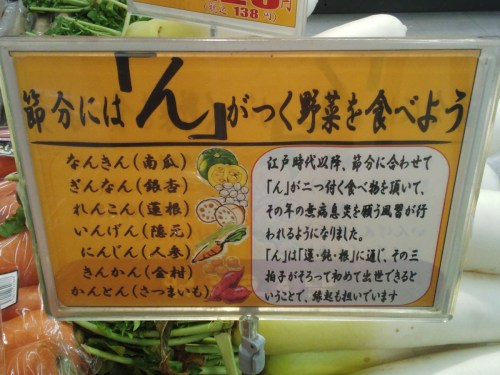 138円
節分には「ん」がつく野菜を食べよう
なんきん(南瓜)
ぎんなん(銀杏)
れんこん(蓮根)
いんげん(隠元)
にんじん(人参)
きんかん(金柑)
かんとん(さつまいも)
江戸時代以降、節分に合わせて
「ん」が二つ付く食べ物を頂いて、
その年の無病息災を願う風習が行
われるようになりました。
「ん」は「運・鈍・根」に通じ、その三
拍子がそろって初めて出世できると
いうことで、縁起も担いでいます